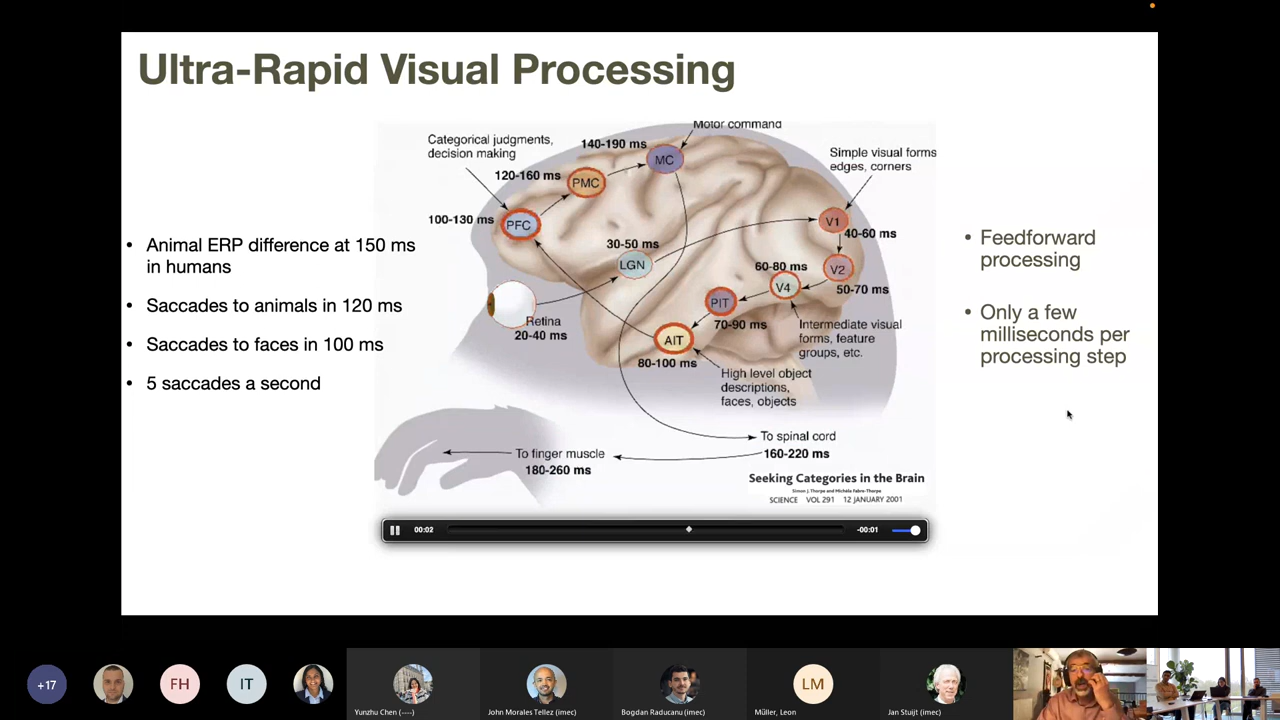 Ultra-Rapid Visual Processing
• Animal ERP difference at 150 ms
in humans
• Saccades to animals in 120 ms
• Saccades to faces in 100 ms
• 5 saccades a second
Motor command
Categorical judgments,
decision making
140-190 ms
MC
Simple visual forms
edges, corners
120-160 ms
PMC
100-130 ms
PFC
30-50 ms
LGN
V1
40-60 ms
60-80 ms
V2
V4
50-70 ms
PIT
70-90 ms
Retina
20-40 ms
Intermediate visual
forms, feature
groups, etc.
AIT
80-100 ms
High level object
descriptions,
faces, objects
To spinal cord
160-220 ms
To finger muscle
180-260 ms
Seeking Categories in the Brain
Simon J. Thorpe and Michèle Fabre-Thorpe
SCIENCE VOL 291 12 JANUARY 2001
00:02
-00:01
• Feedforward
processing
• Only a few
milliseconds per
processing step
+17
FH
IT
LM
Yunzhu Chen (----)
John Morales Tellez (imec)
Bogdan Raducanu (imec)
Müller, Leon
Jan Stuijt (imec)